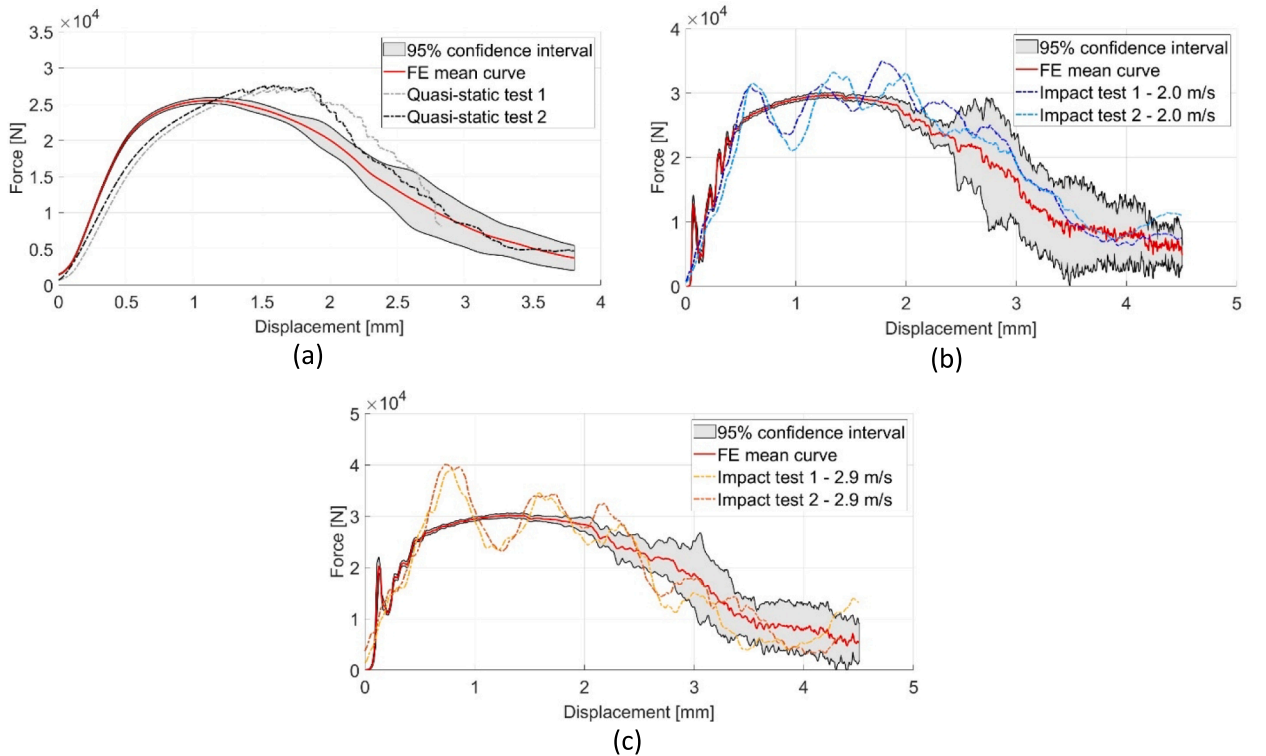 ×10⁴
3.5
3
2.5
2
1.5
1
0.5
0
Force [N]
95% confidence interval
FE mean curve
Quasi-static test 1
Quasi-static test 2
0 0.5 1 1.5 2 2.5 3 3.5 4
Displacement [mm]
(a)
×10⁴
4
3
2
1
0
Force [N]
95% confidence interval
FE mean curve
Impact test 1 - 2.0 m/s
Impact test 2 - 2.0 m/s
0 1 2 3 4 5
Displacement [mm]
(b)
×10⁴
5
4
3
2
1
0
Force [N]
95% confidence interval
FE mean curve
Impact test 1 - 2.9 m/s
Impact test 2 - 2.9 m/s
0 1 2 3 4 5
Displacement [mm]
(c)